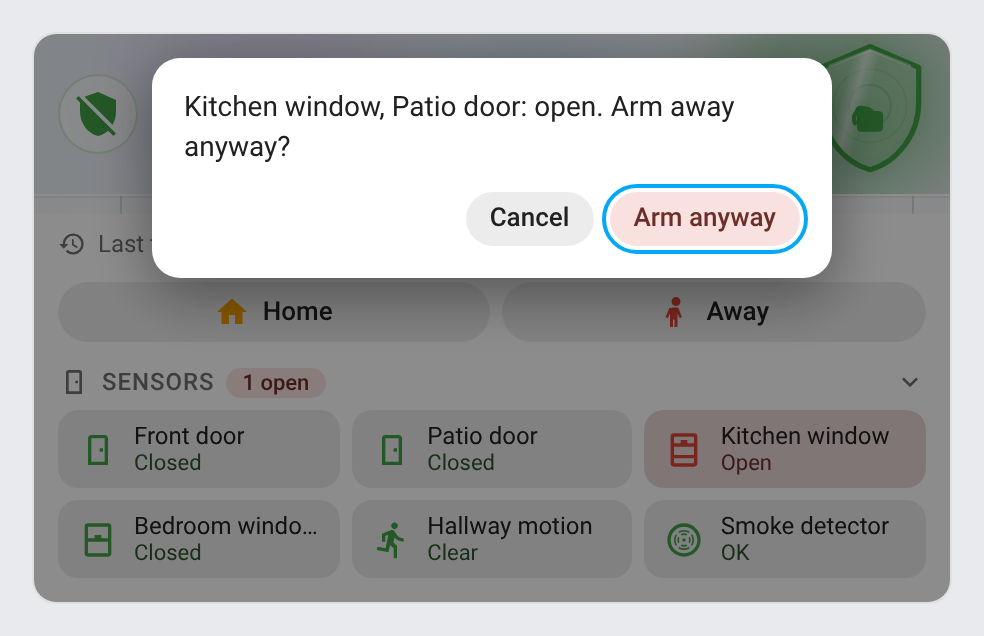 Kitchen window, Patio door: open. Arm away
anyway?
Cancel
Arm anyway
Last
Home
Away
SENSORS
1 open
Front door
Closed
Patio door
Closed
Kitchen window
Open
Bedroom windo...
Closed
Hallway motion
Clear
Smoke detector
OK